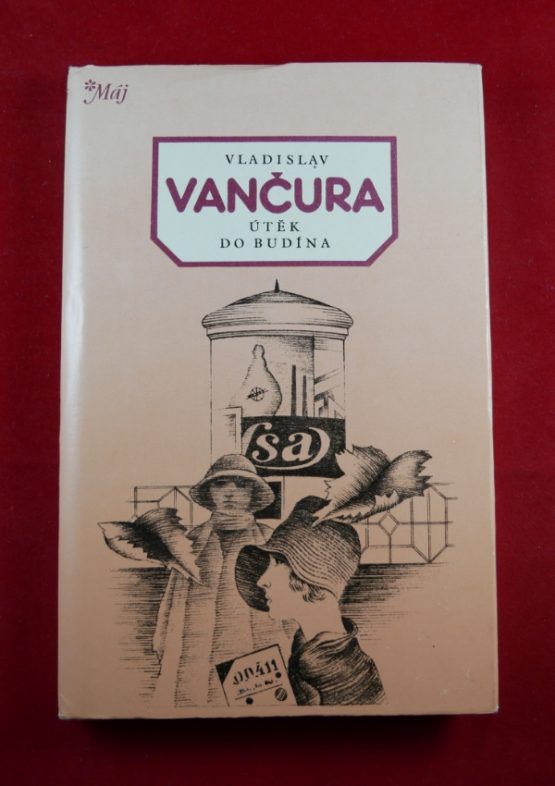 *Máj
VLADISLAV
VANČURA
ÚTĚK
DO BUDÍNA
sa